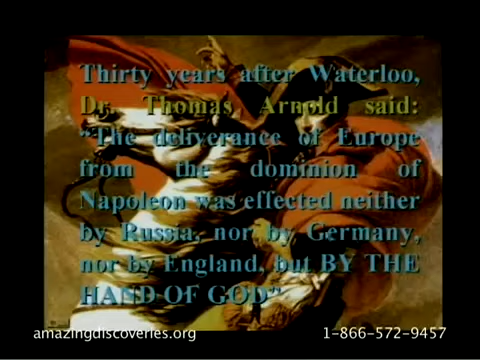 Thirty years after Waterloo,
Dr. Thomas Arnold said:
“The deliverance of Europe
from the dominion of
Napoleon was effected neither
by Russia, nor by Germany,
nor by England, but BY THE
HAND OF GOD”
amazingdiscoveries.org
1-866-572-9457